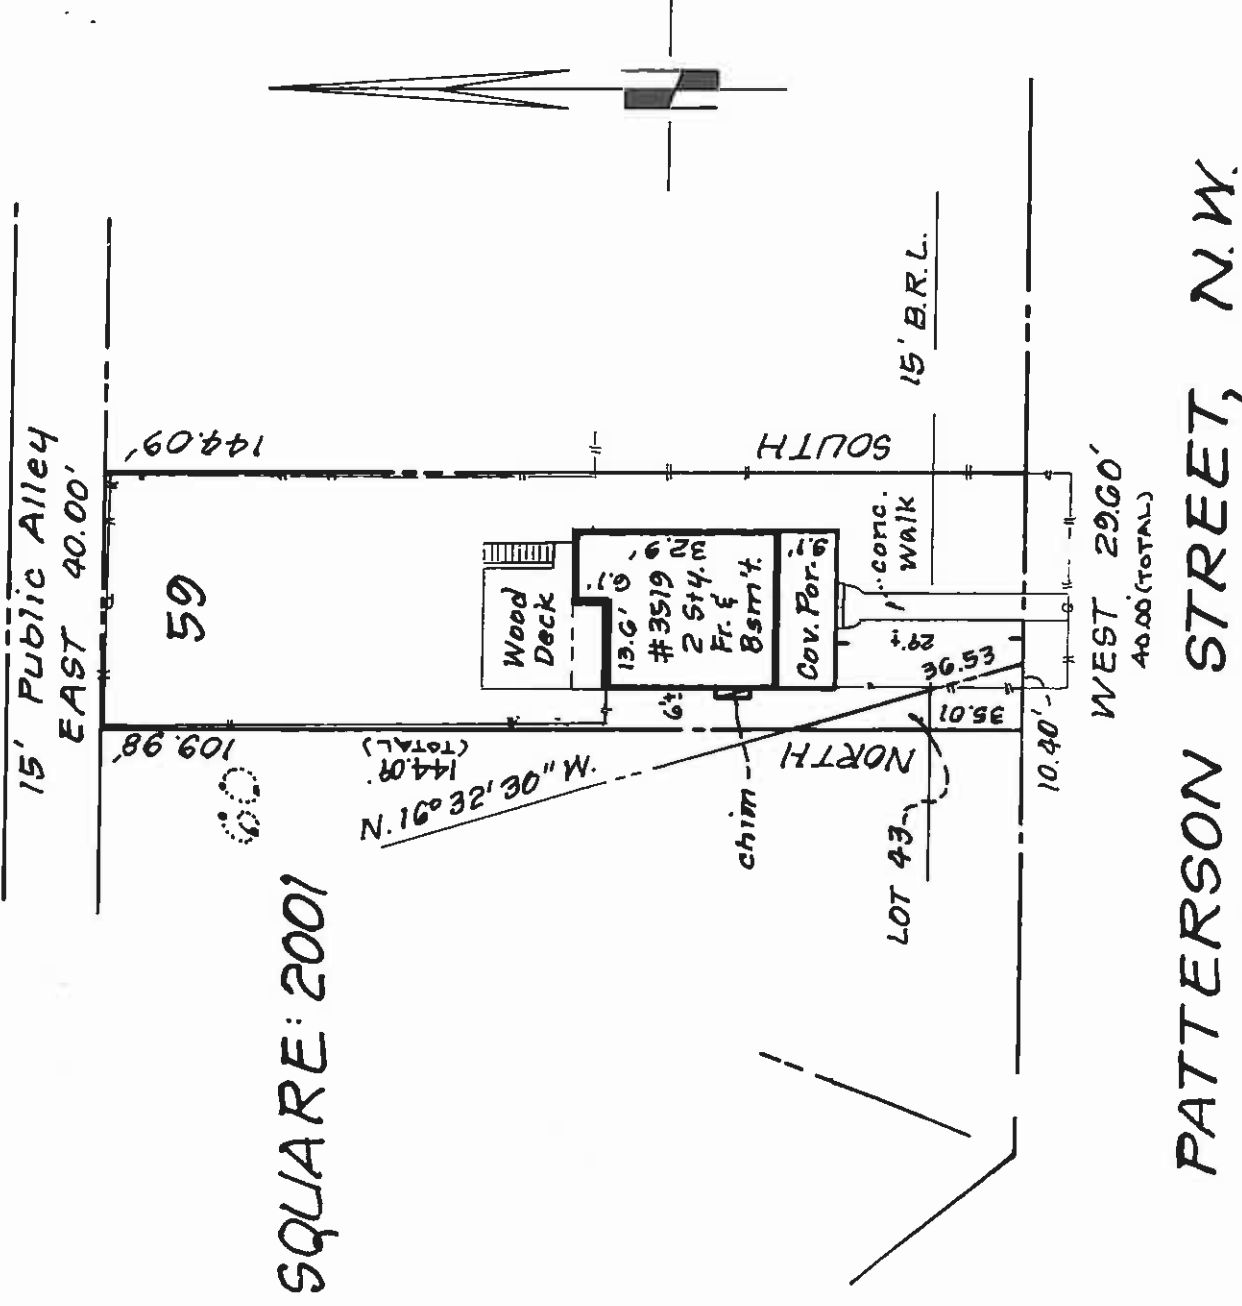 15' Public Alley
EAST 40.00'
144.09'
109.98'
59
60
144.09'
(TOTAL)
N. 16° 32' 30" W.
SQUARE: 2001
Wood
Deck
6.1'
32.9'
13.6'
#3519
2 Sty.
Fr. &
Bsm't.
Cov. Por.
9.1'
6'±
chim
NORTH
SOUTH
15' B.R.L.
conc.
walk
29'±
36.53
35.01
LOT 43
10.40'
WEST 29.60'
40.00' (TOTAL)
PATTERSON STREET, N.W.